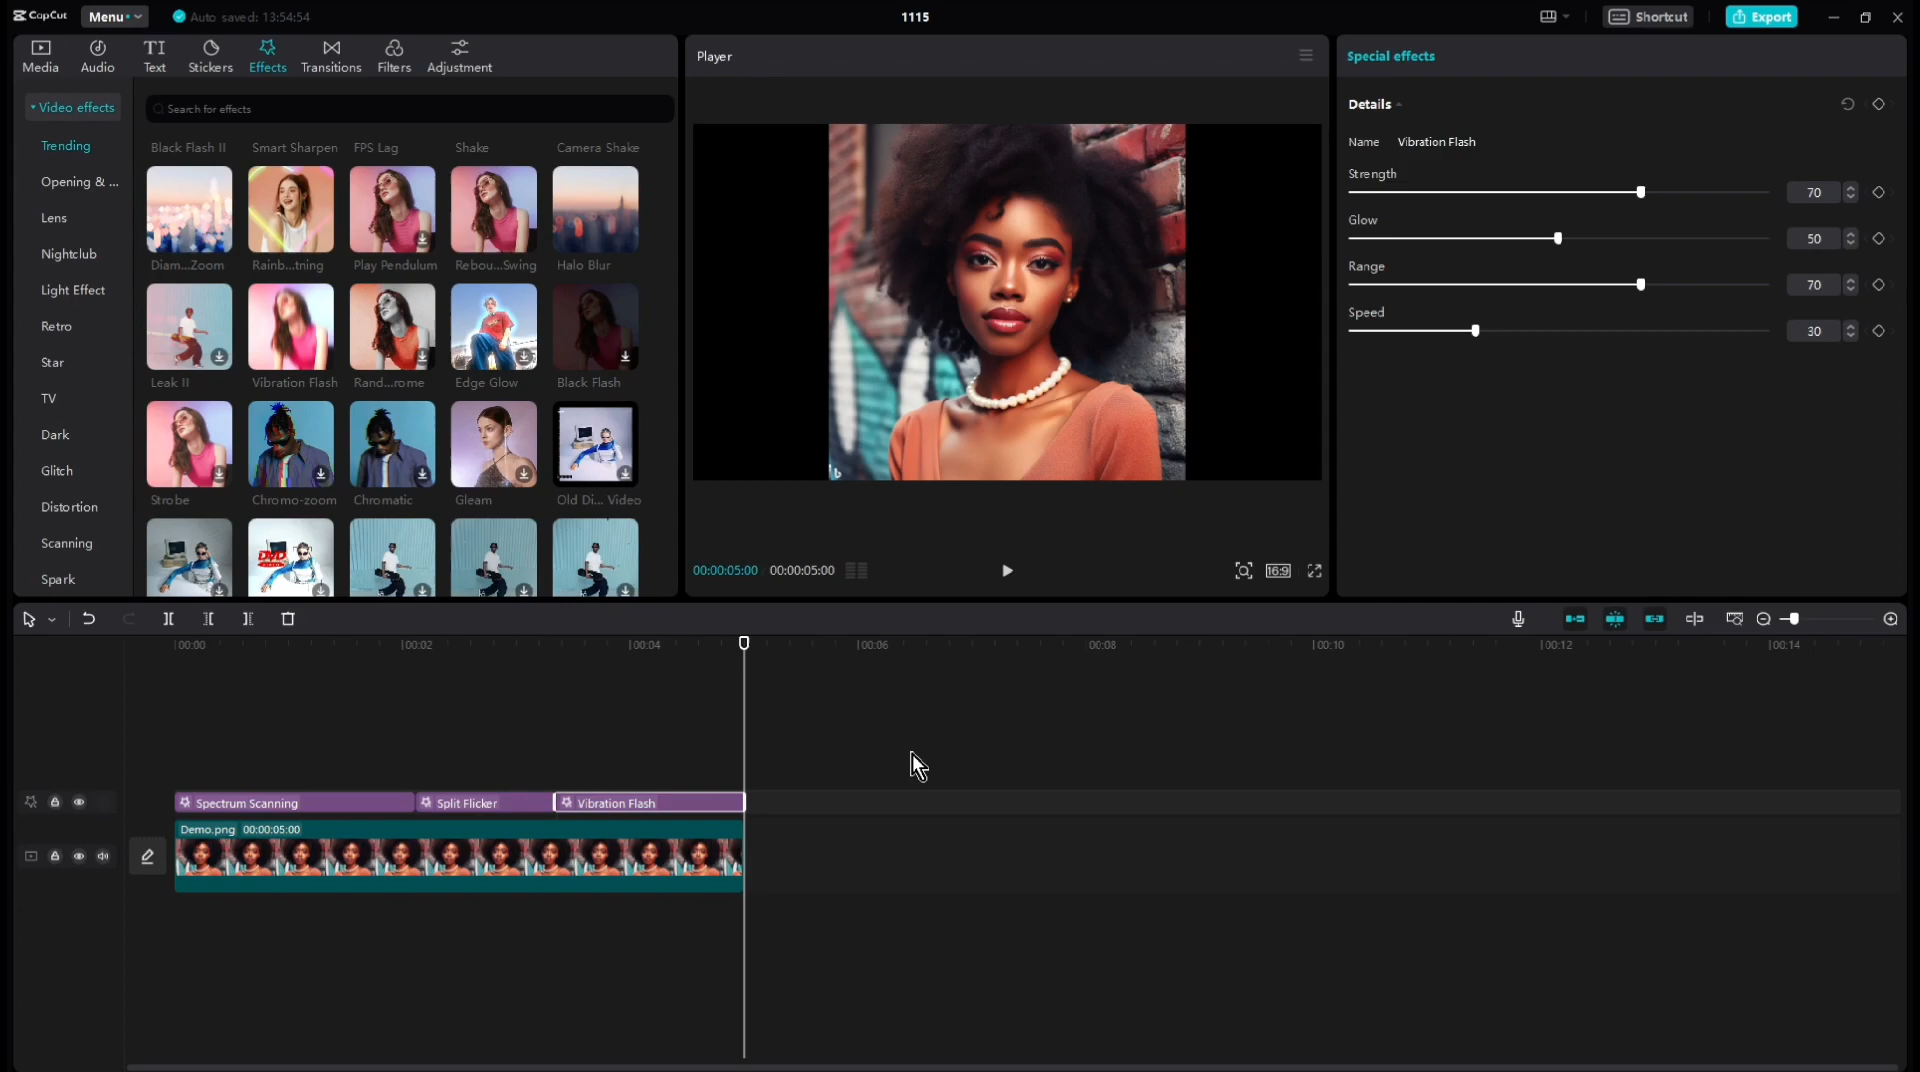 CapCut Menu Auto saved: 13:54:54 1115 Shortcut Export
Media Audio Text Stickers Effects Transitions Filters Adjustment
Player
Special effects
Video effects
Search for effects
Trending
Opening & ...
Lens
Nightclub
Light Effect
Retro
Star
TV
Dark
Glitch
Distortion
Scanning
Spark
Black Flash II Smart Sharpen FPS Lag Shake Camera Shake
Diam...Zoom Rainb...tning Play Pendulum Rebou...Swing Halo Blur
Leak II Vibration Flash Rand...rome Edge Glow Black Flash
Strobe Chromo-zoom Chromatic Gleam Old Di... Video
DVD
b
00:00:05:00 00:00:05:00
16:9
Details
Name Vibration Flash
Strength
70
Glow
50
Range
70
Speed
30
00:00 00:02 00:04 00:06 00:08 00:10 00:12 00:14
Spectrum Scanning Split Flicker Vibration Flash
Demo.png 00:00:05:00